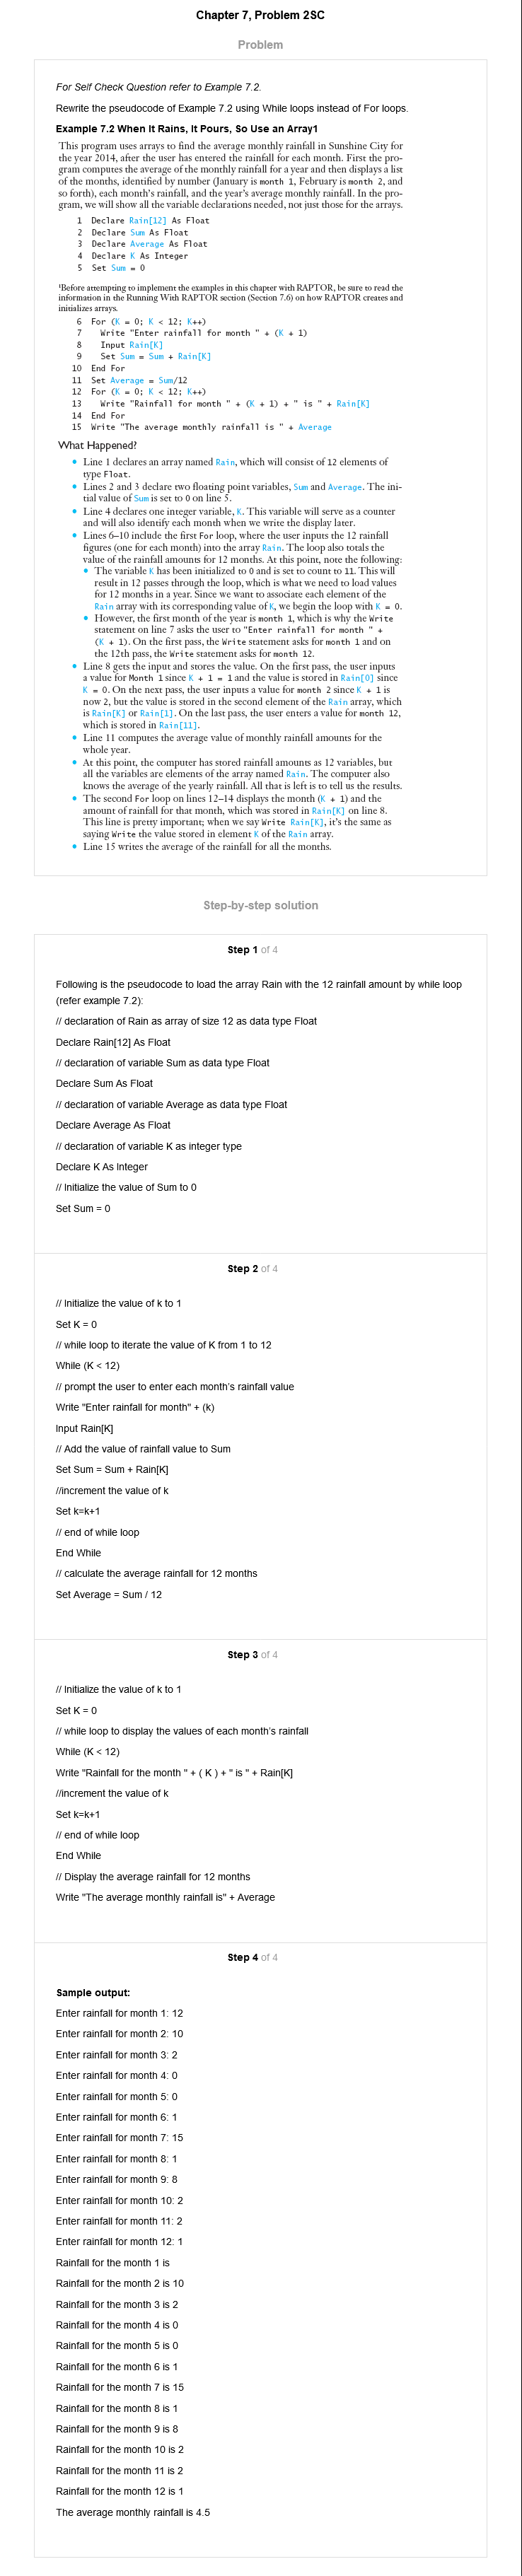 Chapter 7, Problem 2SC
Problem
For Self Check Question refer to Example 7.2.
Rewrite the pseudocode of Example 7.2 using While loops instead of For loops.
Example 7.2 When It Rains, It Pours, So Use an Array1
This program uses arrays to find the average monthly rainfall in Sunshine City for
the year 2014, after the user has entered the rainfall for each month. First the pro-
gram computes the average of the monthly rainfall for a year and then displays a list
of the months, identified by number (January is month 1, February is month 2, and
so forth), each month's rainfall, and the year's average monthly rainfall. In the pro-
gram, we will show all the variable declarations needed, not just those for the arrays.
1 Declare Rain[12] As Float
2 Declare Sum As Float
3 Declare Average As Float
4 Declare K As Integer
5 Set Sum = 0
¹Before attempting to implement the examples in this chapter with RAPTOR, be sure to read the
information in the Running With RAPTOR section (Section 7.6) on how RAPTOR creates and
initializes arrays.
6 For (K = 0; K < 12; K++)
7 Write "Enter rainfall for month " + (K + 1)
8 Input Rain[K]
9 Set Sum = Sum + Rain[K]
10 End For
11 Set Average = Sum/12
12 For (K = 0; K < 12; K++)
13 Write "Rainfall for month " + (K + 1) + " is " + Rain[K]
14 End For
15 Write "The average monthly rainfall is " + Average
What Happened?
• Line 1 declares an array named Rain, which will consist of 12 elements of
type Float.
• Lines 2 and 3 declare two floating point variables, Sum and Average. The ini-
tial value of Sum is set to 0 on line 5.
• Line 4 declares one integer variable, K. This variable will serve as a counter
and will also identify each month when we write the display later.
• Lines 6–10 include the first For loop, where the user inputs the 12 rainfall
figures (one for each month) into the array Rain. The loop also totals the
value of the rainfall amounts for 12 months. At this point, note the following:
• The variable K has been initialized to 0 and is set to count to 11. This will
result in 12 passes through the loop, which is what we need to load values
for 12 months in a year. Since we want to associate each element of the
Rain array with its corresponding value of K, we begin the loop with K = 0.
• However, the first month of the year is month 1, which is why the Write
statement on line 7 asks the user to "Enter rainfall for month " +
(K + 1). On the first pass, the Write statement asks for month 1 and on
the 12th pass, the Write statement asks for month 12.
• Line 8 gets the input and stores the value. On the first pass, the user inputs
a value for Month 1 since K + 1 = 1 and the value is stored in Rain[0] since
K = 0. On the next pass, the user inputs a value for month 2 since K + 1 is
now 2, but the value is stored in the second element of the Rain array, which
is Rain[K] or Rain[1]. On the last pass, the user enters a value for month 12,
which is stored in Rain[11].
• Line 11 computes the average value of monthly rainfall amounts for the
whole year.
• At this point, the computer has stored rainfall amounts as 12 variables, but
all the variables are elements of the array named Rain. The computer also
knows the average of the yearly rainfall. All that is left is to tell us the results.
• The second For loop on lines 12–14 displays the month (K + 1) and the
amount of rainfall for that month, which was stored in Rain[K] on line 8.
This line is pretty important; when we say Write Rain[K], it's the same as
saying Write the value stored in element K of the Rain array.
• Line 15 writes the average of the rainfall for all the months.
Step-by-step solution
Step 1 of 4
Following is the pseudocode to load the array Rain with the 12 rainfall amount by while loop
(refer example 7.2):
// declaration of Rain as array of size 12 as data type Float
Declare Rain[12] As Float
// declaration of variable Sum as data type Float
Declare Sum As Float
// declaration of variable Average as data type Float
Declare Average As Float
// declaration of variable K as integer type
Declare K As Integer
// Initialize the value of Sum to 0
Set Sum = 0
Step 2 of 4
// Initialize the value of k to 1
Set K = 0
// while loop to iterate the value of K from 1 to 12
While (K < 12)
// prompt the user to enter each month's rainfall value
Write "Enter rainfall for month" + (k)
Input Rain[K]
// Add the value of rainfall value to Sum
Set Sum = Sum + Rain[K]
//increment the value of k
Set k=k+1
// end of while loop
End While
// calculate the average rainfall for 12 months
Set Average = Sum / 12
Step 3 of 4
// Initialize the value of k to 1
Set K = 0
// while loop to display the values of each month's rainfall
While (K < 12)
Write "Rainfall for the month " + ( K ) + " is " + Rain[K]
//increment the value of k
Set k=k+1
// end of while loop
End While
// Display the average rainfall for 12 months
Write "The average monthly rainfall is" + Average
Step 4 of 4
Sample output:
Enter rainfall for month 1: 12
Enter rainfall for month 2: 10
Enter rainfall for month 3: 2
Enter rainfall for month 4: 0
Enter rainfall for month 5: 0
Enter rainfall for month 6: 1
Enter rainfall for month 7: 15
Enter rainfall for month 8: 1
Enter rainfall for month 9: 8
Enter rainfall for month 10: 2
Enter rainfall for month 11: 2
Enter rainfall for month 12: 1
Rainfall for the month 1 is
Rainfall for the month 2 is 10
Rainfall for the month 3 is 2
Rainfall for the month 4 is 0
Rainfall for the month 5 is 0
Rainfall for the month 6 is 1
Rainfall for the month 7 is 15
Rainfall for the month 8 is 1
Rainfall for the month 9 is 8
Rainfall for the month 10 is 2
Rainfall for the month 11 is 2
Rainfall for the month 12 is 1
The average monthly rainfall is 4.5